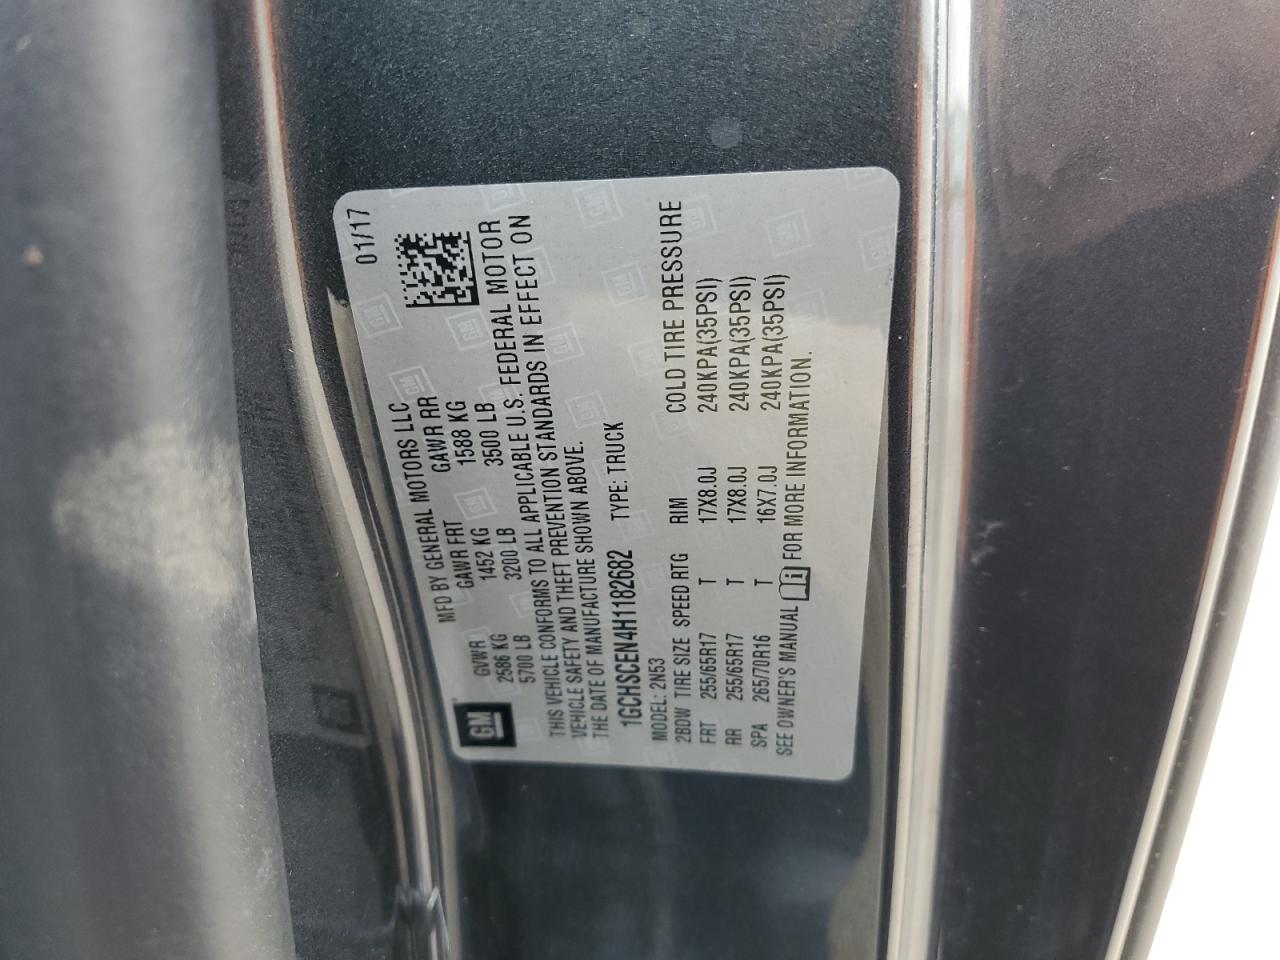 01/17
MFD BY GENERAL MOTORS LLC
GVWR GAWR FRT GAWR RR
2586 KG 1452 KG 1588 KG
5700 LB 3200 LB 3500 LB
GM
THIS VEHICLE CONFORMS TO ALL APPLICABLE U.S. FEDERAL MOTOR
VEHICLE SAFETY AND THEFT PREVENTION STANDARDS IN EFFECT ON
THE DATE OF MANUFACTURE SHOWN ABOVE.
1GCHSCEN4H1182682 TYPE: TRUCK
MODEL: 2N53
2BDW TIRE SIZE SPEED RTG RIM COLD TIRE PRESSURE
FRT 255/65R17 T 17X8.0J 240KPA(35PSI)
RR 255/65R17 T 17X8.0J 240KPA(35PSI)
SPA 265/70R16 T 16X7.0J 240KPA(35PSI)
SEE OWNER'S MANUAL i FOR MORE INFORMATION.